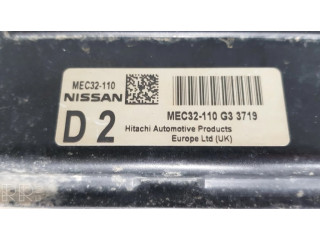 MEC32-110
NISSAN
D 2
MEC32-110 G3 3719
Hitachi Automotive Products
Europe Ltd (UK)